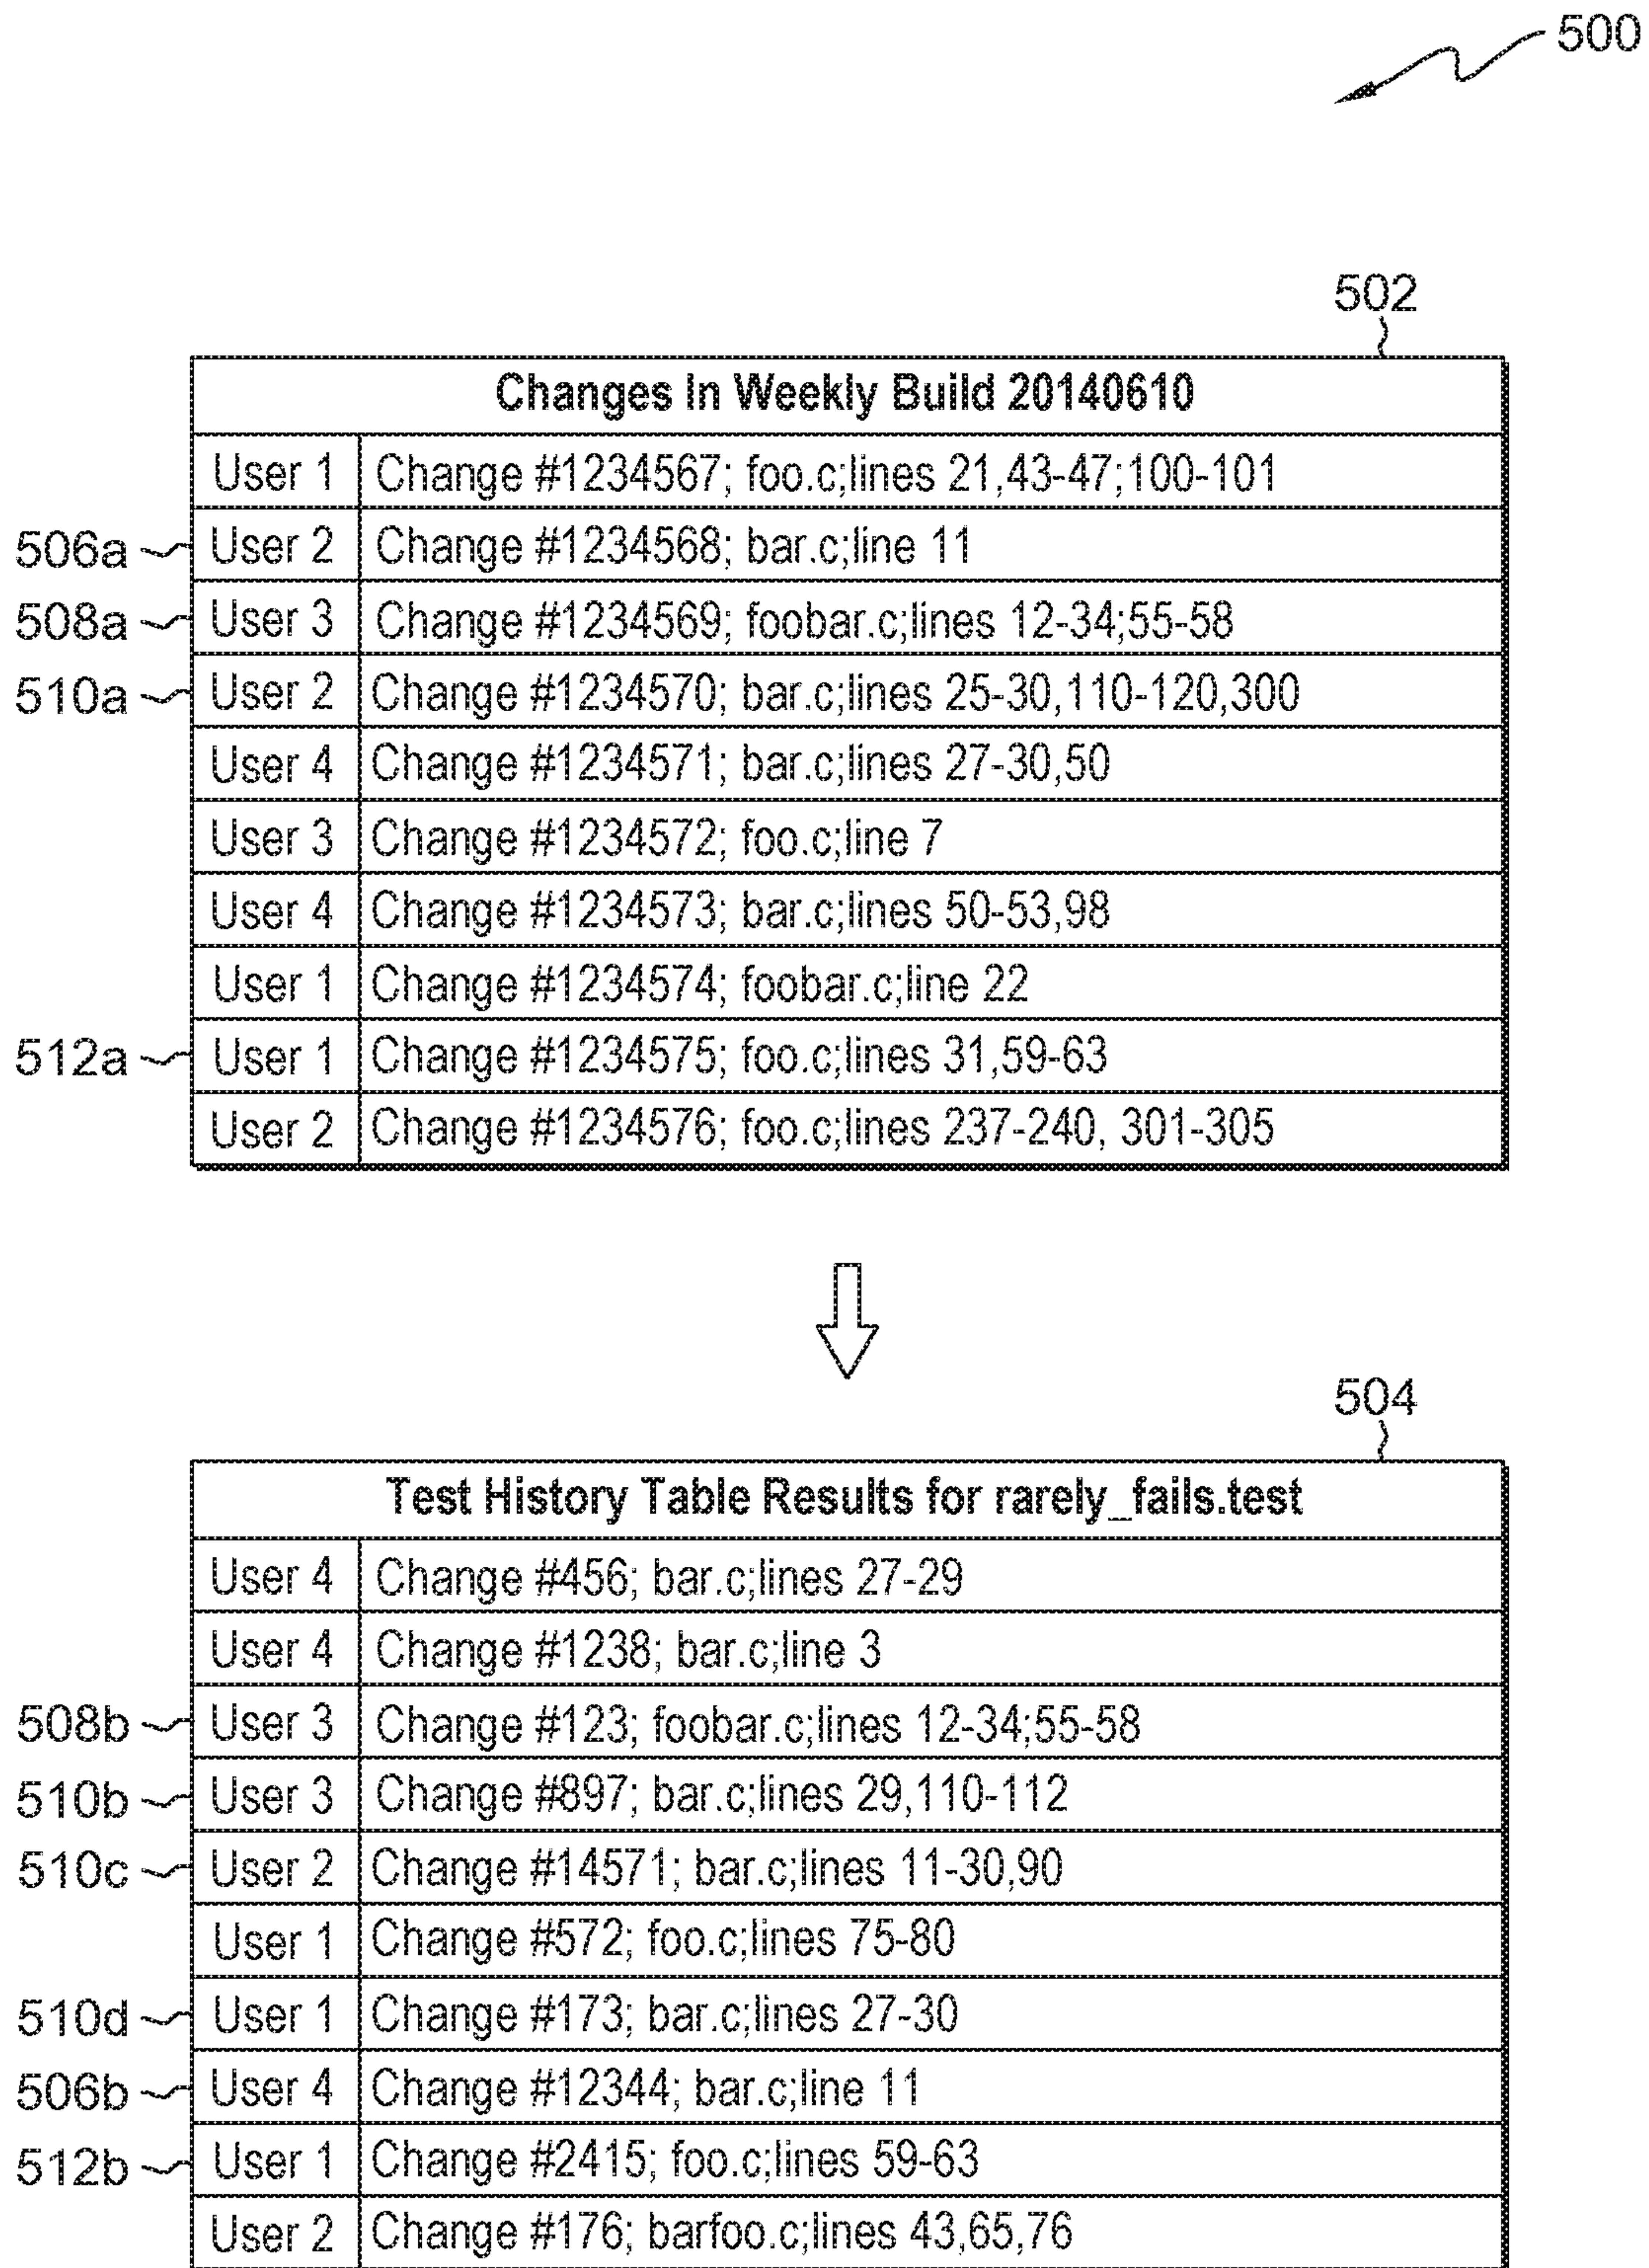 500
502
Changes In Weekly Build 20140610
User 1 Change #1234567; foo.c;lines 21,43-47;100-101
506a User 2 Change #1234568; bar.c;line 11
508a User 3 Change #1234569; foobar.c;lines 12-34;55-58
510a User 2 Change #1234570; bar.c;lines 25-30,110-120,300
User 4 Change #1234571; bar.c;lines 27-30,50
User 3 Change #1234572; foo.c;line 7
User 4 Change #1234573; bar.c;lines 50-53,98
User 1 Change #1234574; foobar.c;line 22
512a User 1 Change #1234575; foo.c;lines 31,59-63
User 2 Change #1234576; foo.c;lines 237-240, 301-305
504
Test History Table Results for rarely_fails.test
User 4 Change #456; bar.c;lines 27-29
User 4 Change #1238; bar.c;line 3
508b User 3 Change #123; foobar.c;lines 12-34;55-58
510b User 3 Change #897; bar.c;lines 29,110-112
510c User 2 Change #14571; bar.c;lines 11-30,90
User 1 Change #572; foo.c;lines 75-80
510d User 1 Change #173; bar.c;lines 27-30
506b User 4 Change #12344; bar.c;line 11
512b User 1 Change #2415; foo.c;lines 59-63
User 2 Change #176; barfoo.c;lines 43,65,76